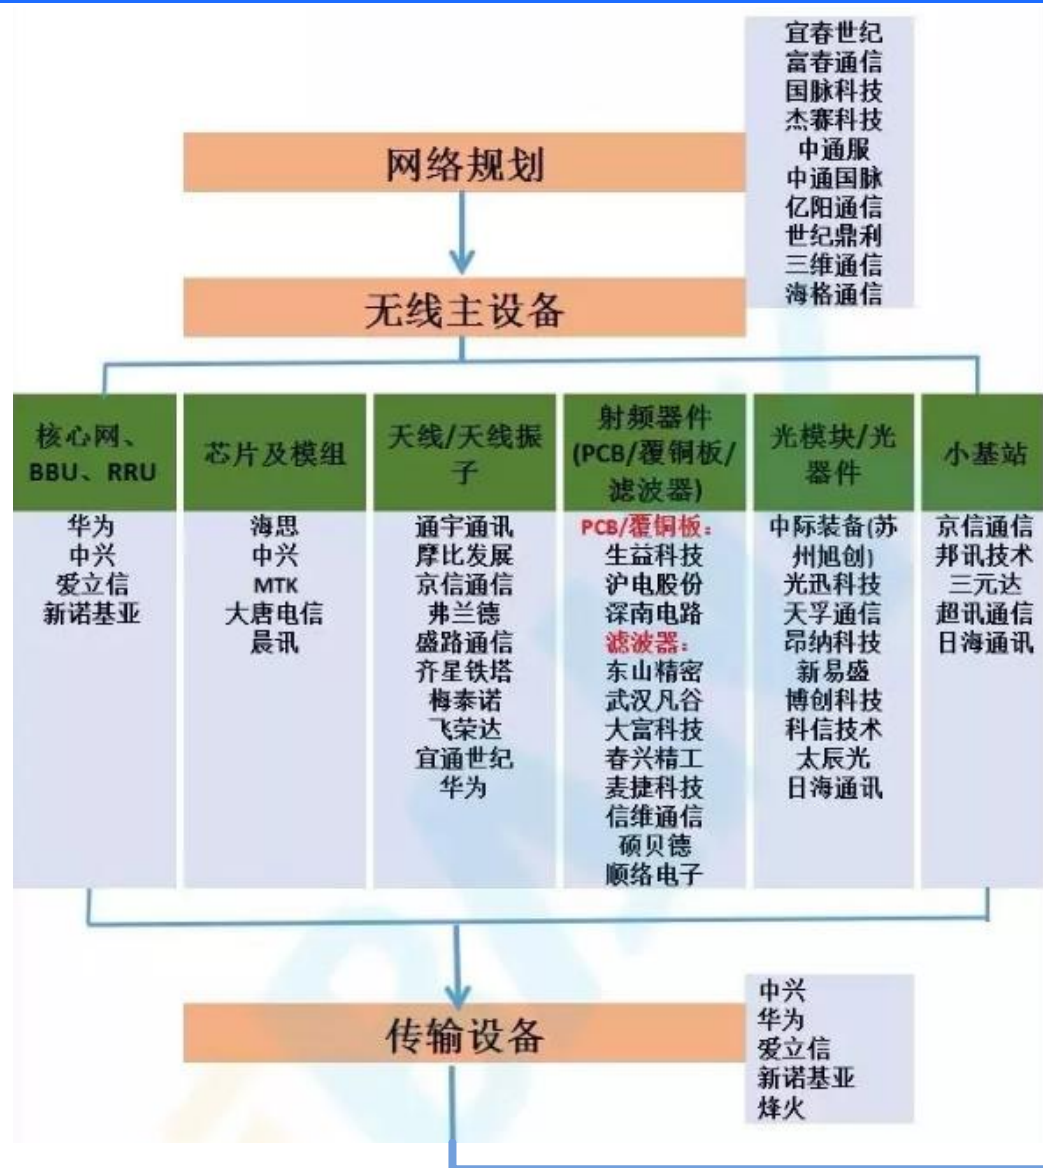 宜春世纪
富春通信
国脉科技
杰赛科技
中通服
中通国脉
亿阳通信
世纪鼎利
三维通信
海格通信
网络规划
无线主设备
核心网、
BBU、RRU
华为
中兴
爱立信
新诺基亚
芯片及模组
海思
中兴
MTK
大唐电信
晨讯
天线/天线振
子
通宇通讯
摩比发展
京信通信
弗兰德
盛路通信
齐星铁塔
梅泰诺
飞荣达
宜通世纪
华为
射频器件
(PCB/覆铜板/
滤波器)
PCB/覆铜板:
生益科技
沪电股份
深南电路
滤波器:
东山精密
武汉凡谷
大富科技
春兴精工
麦捷科技
信维通信
硕贝德
顺络电子
光模块/光
器件
中际装备(苏
州旭创)
光迅科技
天孚通信
昂纳科技
新易盛
博创科技
科信技术
太辰光
日海通讯
小基站
京信通信
邦讯技术
三元达
超讯通信
日海通讯
传输设备
中兴
华为
爱立信
新诺基亚
烽火